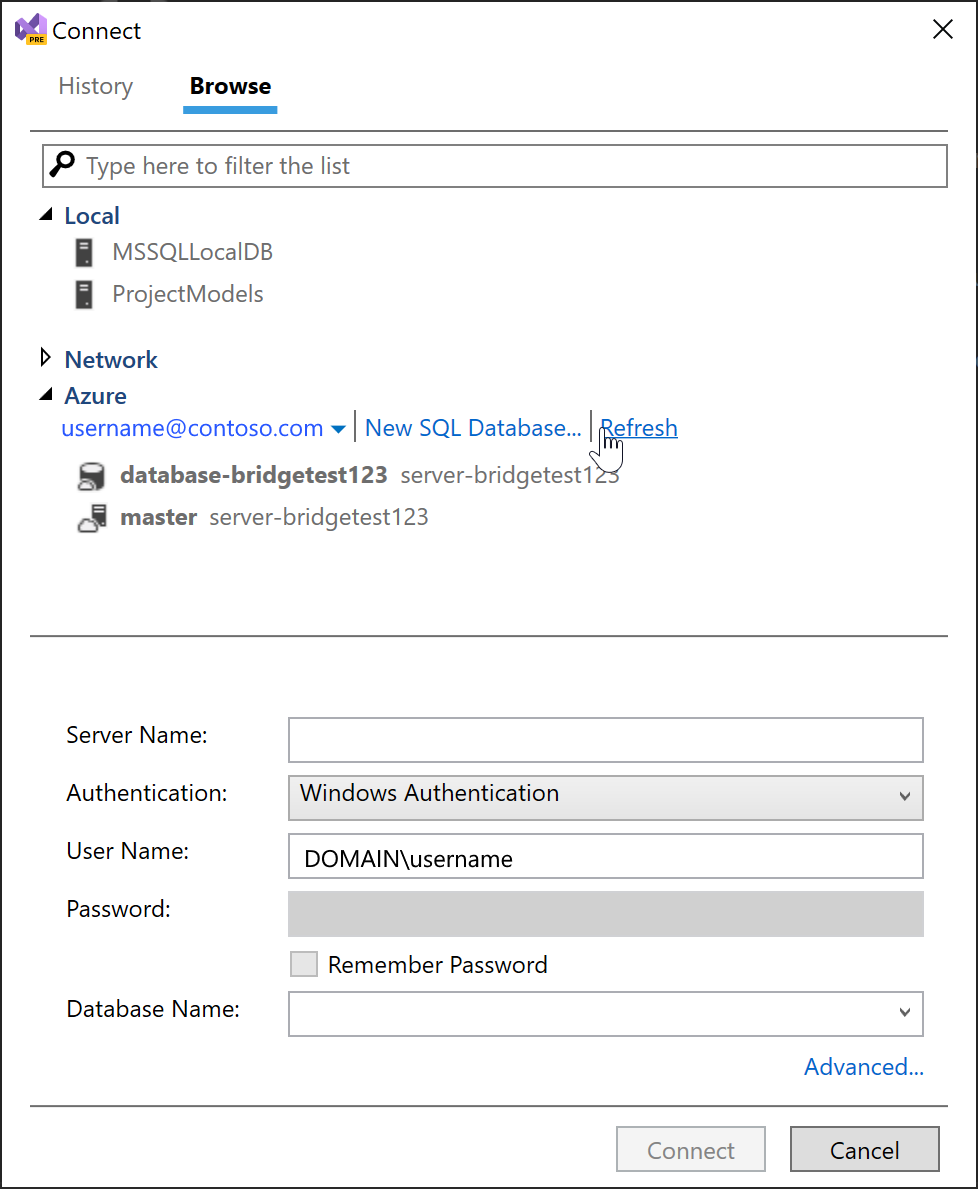 PRE Connect
History Browse
Type here to filter the list
Local
MSSQLLocalDB
ProjectModels
Network
Azure
username@contoso.com New SQL Database... Refresh
database-bridgetest123 server-bridgetest123
master server-bridgetest123
Server Name:
Authentication: Windows Authentication
User Name: DOMAIN\username
Password:
Remember Password
Database Name:
Advanced...
Connect Cancel